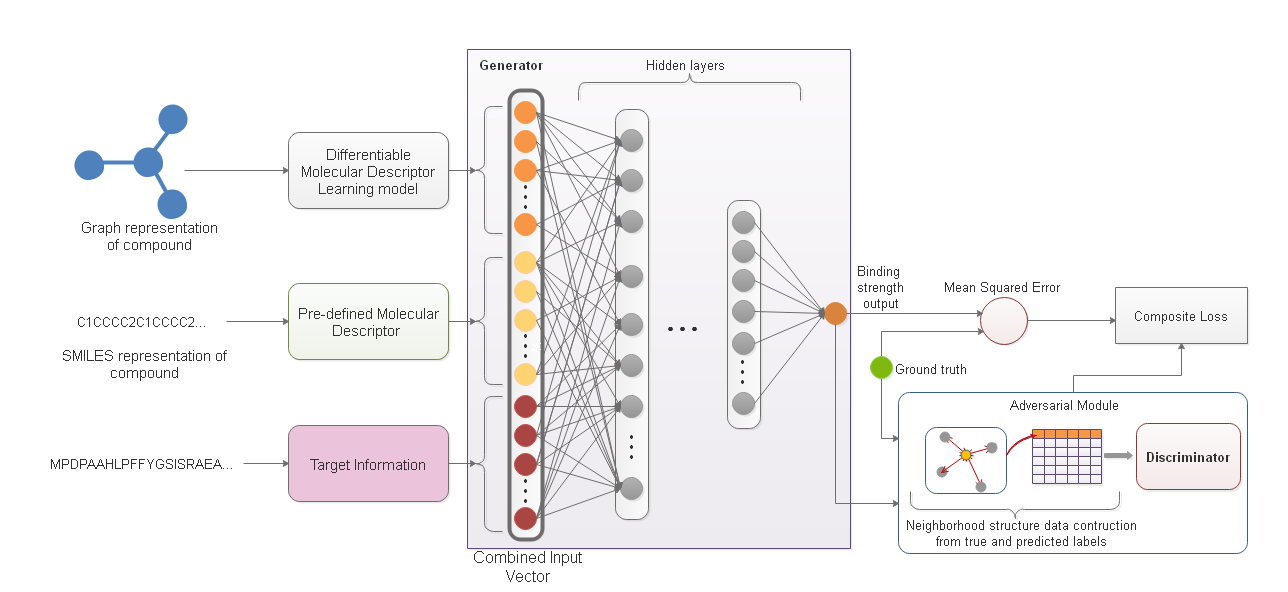 Generator
Hidden layers
Differentiable
Molecular Descriptor
Learning model
Graph representation
of compound
Binding
strength
output
Mean Squared Error
Pre-defined Molecular
Descriptor
C1CCCC2C1CCCC2...
SMILES representation of
compound
Composite Loss
Ground truth
Adversarial Module
MPDPAAHLPFFYGSISRAEA...
Target Information
Discriminator
Neighborhood structure data contruction
from true and predicted labels
Combined Input
Vector